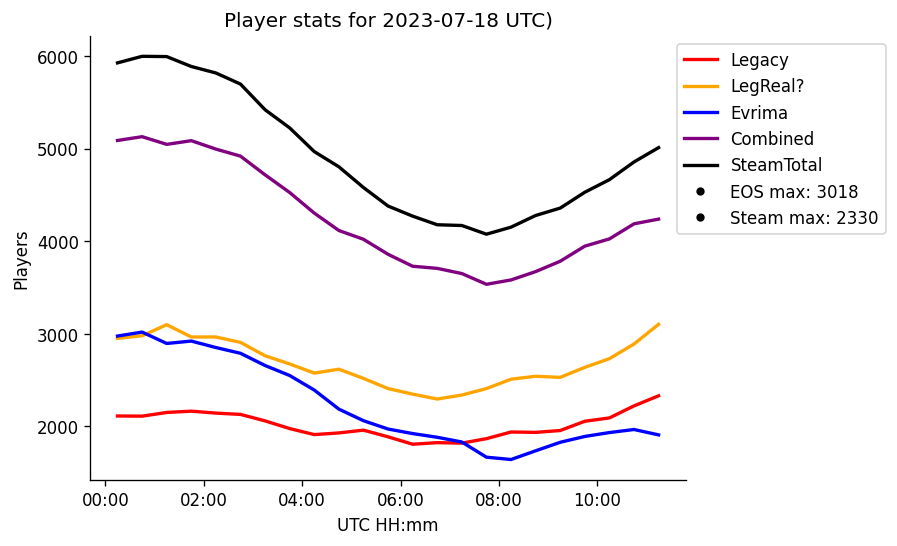 Player stats for 2023-07-18 UTC)
Legacy
LegReal?
Evrima
Combined
SteamTotal
EOS max: 3018
Steam max: 2330
6000
5000
4000
3000
2000
Players
00:00 02:00 04:00 06:00 08:00 10:00
UTC HH:mm